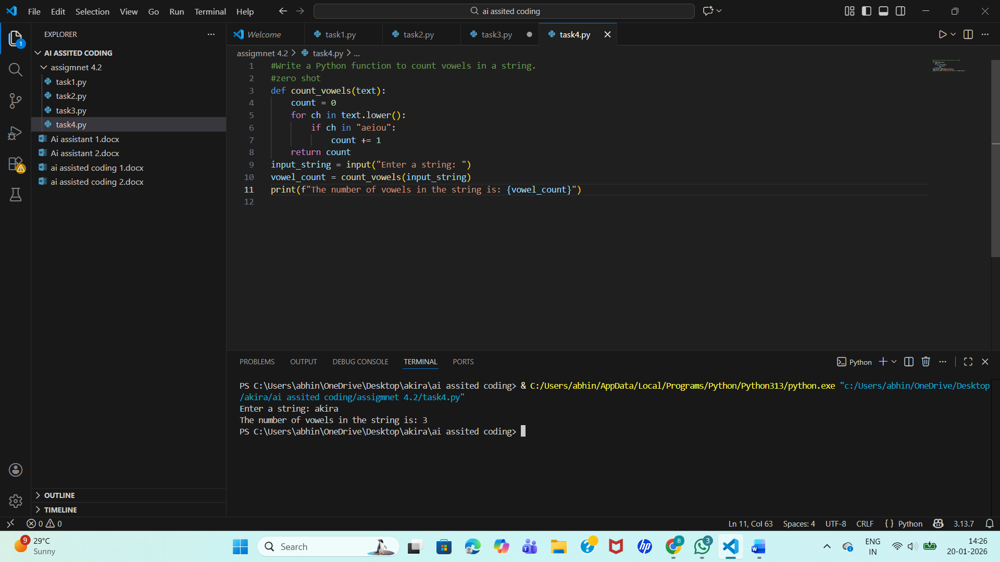 File Edit Selection View Go Run Terminal Help
ai assited coding
EXPLORER
1
AI ASSITED CODING
assigmnet 4.2
task1.py
task2.py
task3.py
task4.py
Ai assistant 1.docx
Ai assistant 2.docx
ai assisted coding 1.docx
ai assisted coding 2.docx
OUTLINE
TIMELINE
Welcome task1.py task2.py task3.py task4.py
assigmnet 4.2 > task4.py > ...
1 #Write a Python function to count vowels in a string.
2 #zero shot
3 def count_vowels(text):
4     count = 0
5     for ch in text.lower():
6         if ch in "aeiou":
7             count += 1
8     return count
9 input_string = input("Enter a string: ")
10 vowel_count = count_vowels(input_string)
11 print(f"The number of vowels in the string is: {vowel_count}")
12
PROBLEMS OUTPUT DEBUG CONSOLE TERMINAL PORTS
Python
PS C:\Users\abhin\OneDrive\Desktop\akira\ai assited coding> & C:/Users/abhin/AppData/Local/Programs/Python/Python313/python.exe "c:/Users/abhin/OneDrive/Desktop
/akira/ai assited coding/assigmnet 4.2/task4.py"
Enter a string: akira
The number of vowels in the string is: 3
PS C:\Users\abhin\OneDrive\Desktop\akira\ai assited coding>
0 0
Ln 11, Col 63 Spaces: 4 UTF-8 CRLF { } Python 3.13.7
9
29°C
Sunny
Search
T
hp
B
3
W
ENG
IN
14:26
20-01-2026